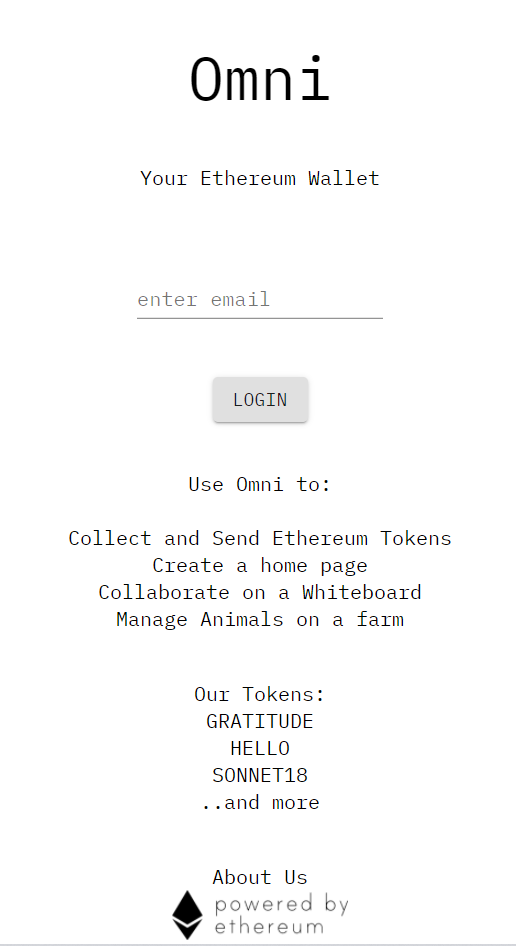 Omni
Your Ethereum Wallet
enter email
LOGIN
Use Omni to:
Collect and Send Ethereum Tokens
Create a home page
Collaborate on a Whiteboard
Manage Animals on a farm
Our Tokens:
GRATITUDE
HELLO
SONNET18
..and more
About Us
powered by
ethereum